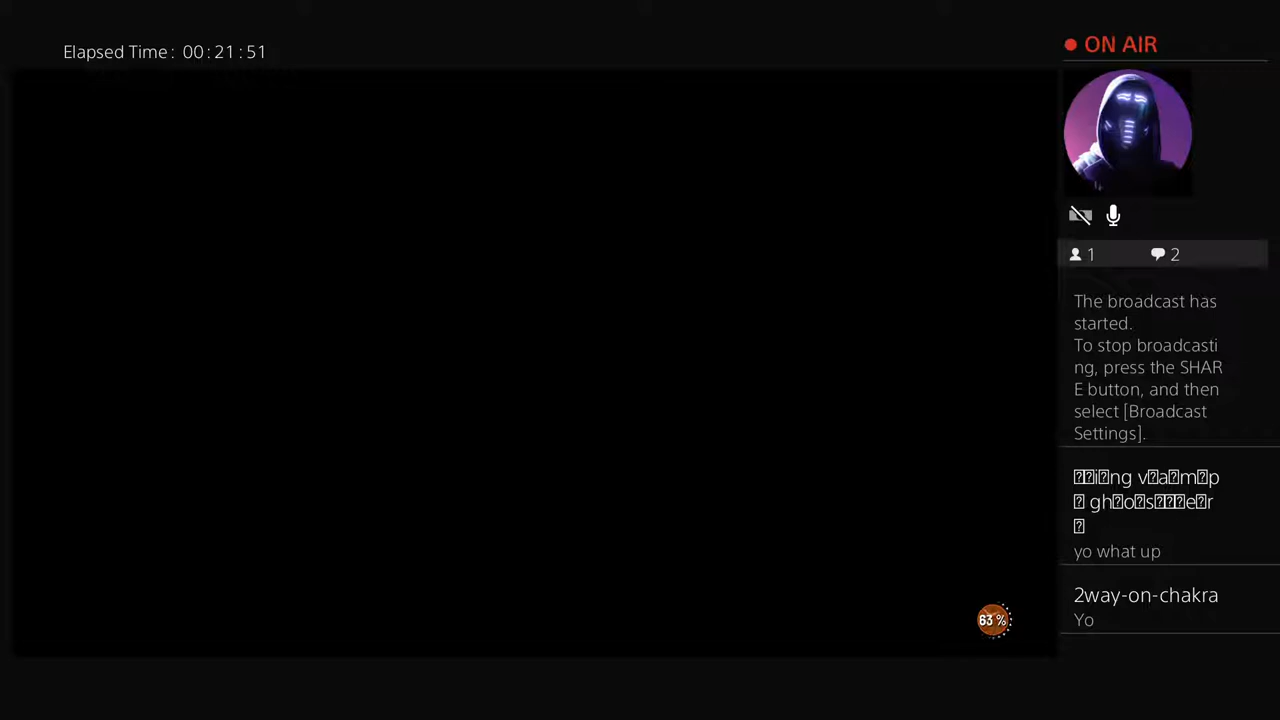 Elapsed Time: 00:21:51
ON AIR
1 2
The broadcast has
started.
To stop broadcasti
ng, press the SHAR
E button, and then
select [Broadcast
Settings].
yo what up
2way-on-chakra
Yo
63 %